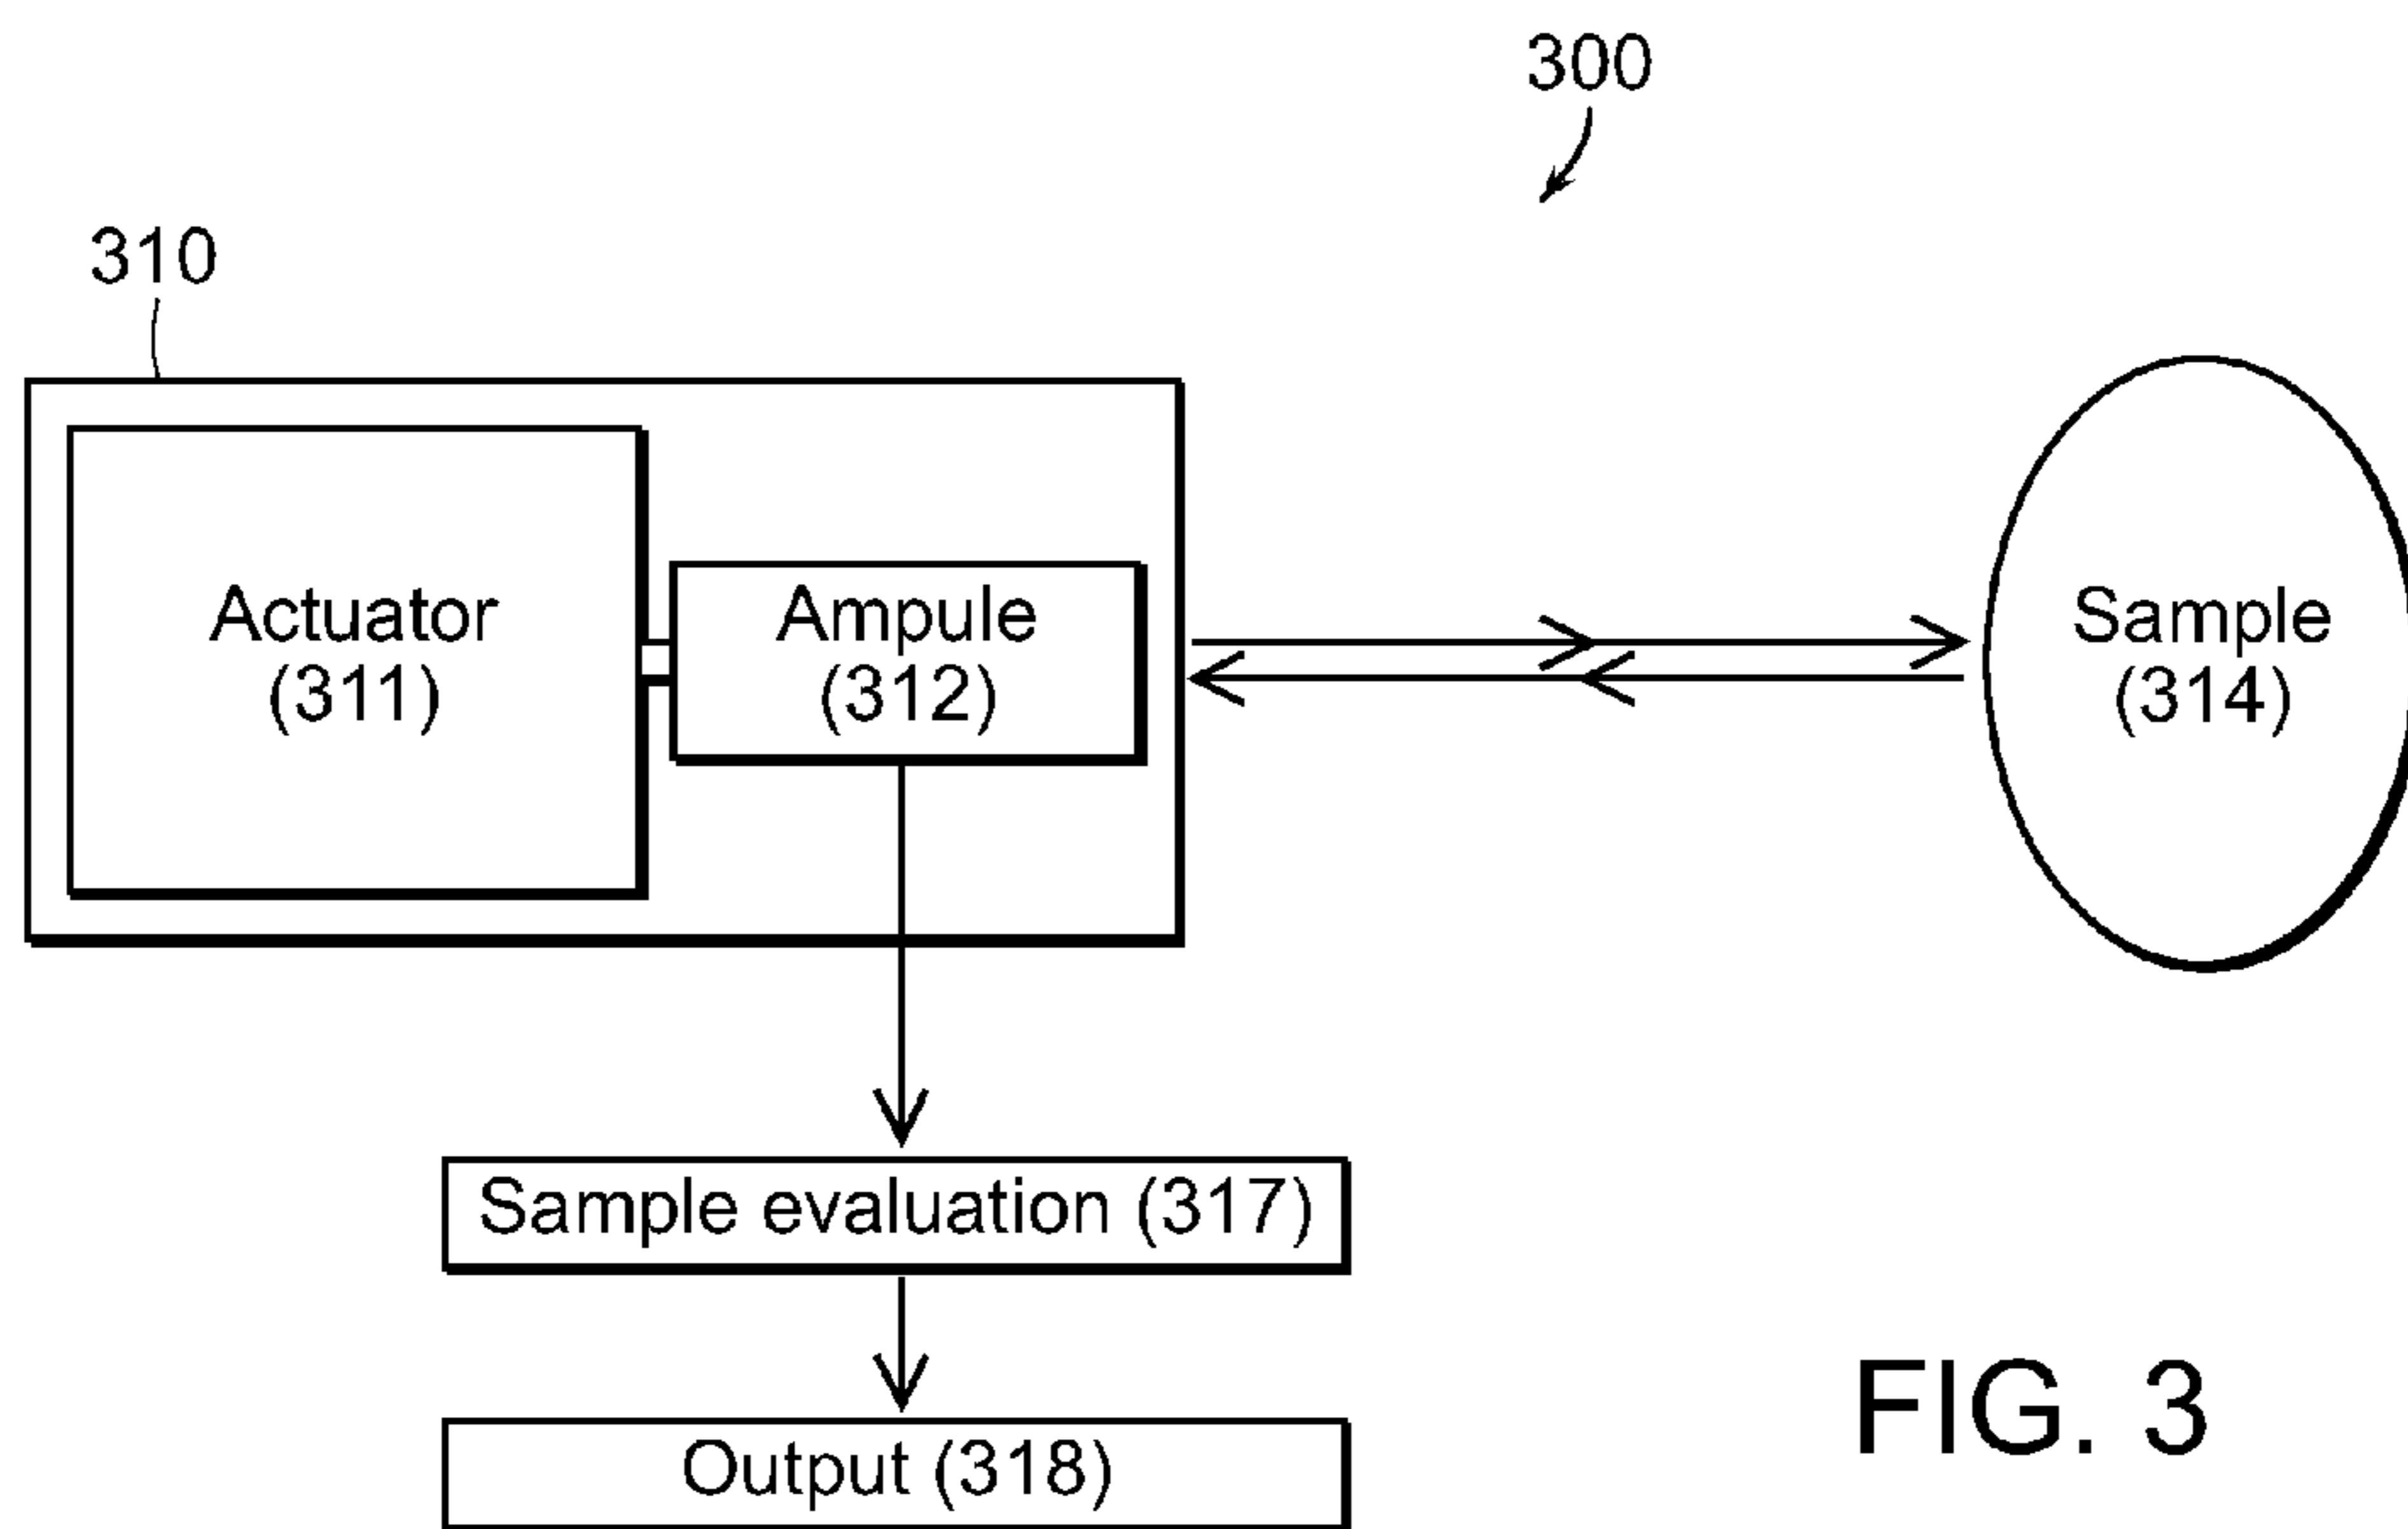 300
310
Actuator
(311)
Ampule
(312)
Sample
(314)
Sample evaluation (317)
Output (318)
FIG. 3